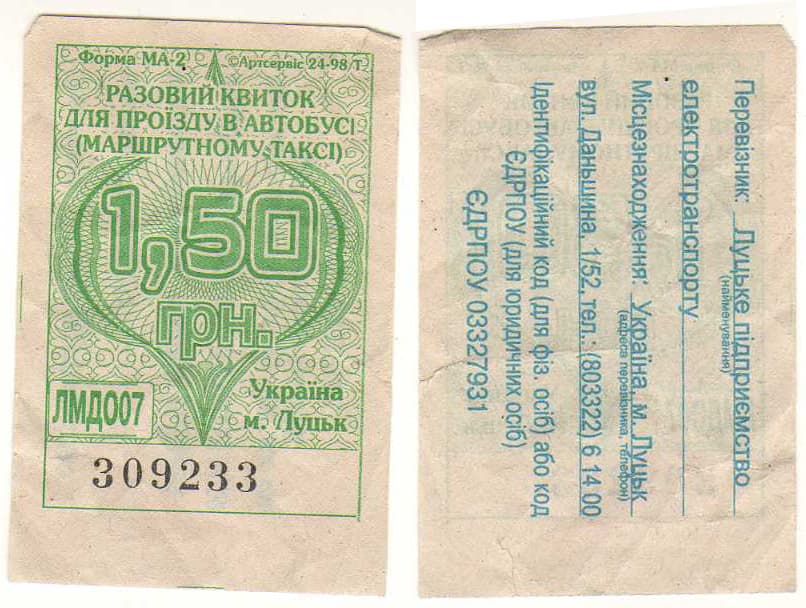 Форма МА-2 ©Артсервіс 24-98/Т
РАЗОВИЙ КВИТОК
ДЛЯ ПРОЇЗДУ В АВТОБУСІ
(МАРШРУТНОМУ ТАКСІ)
1,50
грн.
ЛМД007
Україна
м. Луцьк
309233
Перевізник: Луцьке підприємство
(найменування)
електротранспорту
Місцезнаходження: Україна, м. Луцьк
(адреса перевізника, телефон)
вул. Даньшина, 1/52, тел.: (803322) 6 14 00
Ідентифікаційний код (для фіз. осіб) або код
ЄДРПОУ (для юридичних осіб)
ЄДРПОУ 03327931